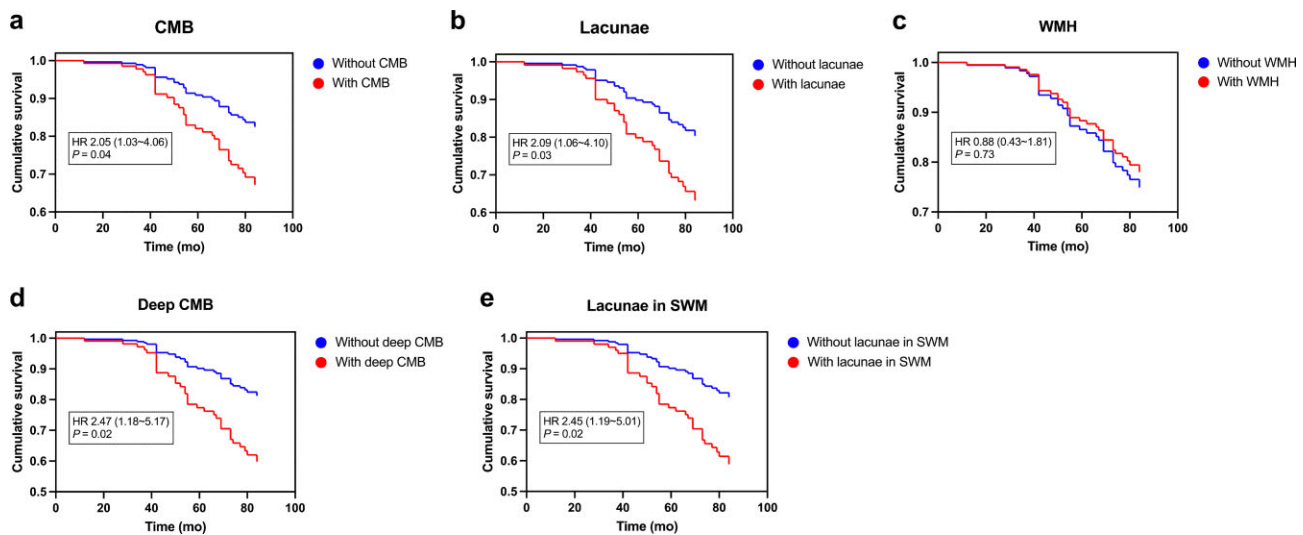 a
CMB
Cumulative survival
1.0
0.9
0.8
0.7
0.6
0
20
40
60
80
100
Time (mo)
HR 2.05 (1.03~4.06)
P = 0.04
Without CMB
With CMB
b
Lacunae
Cumulative survival
1.0
0.9
0.8
0.7
0.6
0
20
40
60
80
100
Time (mo)
HR 2.09 (1.06~4.10)
P = 0.03
Without lacunae
With lacunae
c
WMH
Cumulative survival
1.0
0.9
0.8
0.7
0
20
40
60
80
100
Time (mo)
HR 0.88 (0.43~1.81)
P = 0.73
Without WMH
With WMH
d
Deep CMB
Cumulative survival
1.0
0.9
0.8
0.7
0.6
0.5
0
20
40
60
80
100
Time (mo)
HR 2.47 (1.18~5.17)
P = 0.02
Without deep CMB
With deep CMB
e
Lacunae in SWM
Cumulative survival
1.0
0.9
0.8
0.7
0.6
0.5
0
20
40
60
80
100
Time (mo)
HR 2.45 (1.19~5.01)
P = 0.02
Without lacunae in SWM
With lacunae in SWM